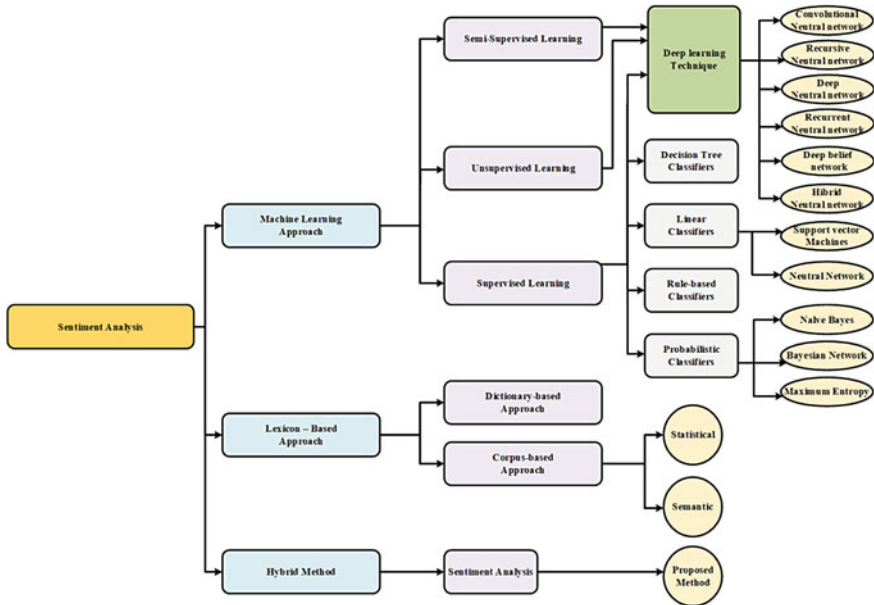 Convolutional
Neutral network
Semi-Supervised Learning
Deep learning
Technique
Recursive
Neutral network
Deep
Neutral network
Recurrent
Neutral network
Unsupervised Learning
Decision Tree
Classifiers
Deep belief
network
Hibrid
Neutral network
Machine Learning
Approach
Linear
Classifiers
Support vector
Machines
Supervised Learning
Neutral Network
Rule-based
Classifiers
Sentiment Analysis
Nalve Bayes
Probabilistic
Classifiers
Bayesian Network
Maximum Entropy
Dictionary-based
Approach
Lexicon – Based
Approach
Corpus-based
Approach
Statistical
Semantic
Hybrid Method
Sentiment Analysis
Proposed
Method